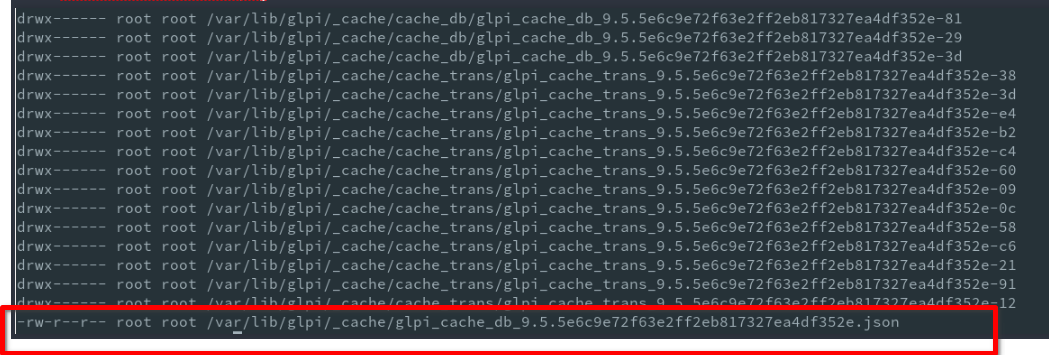 drwx------ root root /var/lib/glpi/_cache/cache_db/glpi_cache_db_9.5.5e6c9e72f63e2ff2eb817327ea4df352e-81
drwx------ root root /var/lib/glpi/_cache/cache_db/glpi_cache_db_9.5.5e6c9e72f63e2ff2eb817327ea4df352e-29
drwx------ root root /var/lib/glpi/_cache/cache_db/glpi_cache_db_9.5.5e6c9e72f63e2ff2eb817327ea4df352e-3d
drwx------ root root /var/lib/glpi/_cache/cache_trans/glpi_cache_trans_9.5.5e6c9e72f63e2ff2eb817327ea4df352e-38
drwx------ root root /var/lib/glpi/_cache/cache_trans/glpi_cache_trans_9.5.5e6c9e72f63e2ff2eb817327ea4df352e-3d
drwx------ root root /var/lib/glpi/_cache/cache_trans/glpi_cache_trans_9.5.5e6c9e72f63e2ff2eb817327ea4df352e-e4
drwx------ root root /var/lib/glpi/_cache/cache_trans/glpi_cache_trans_9.5.5e6c9e72f63e2ff2eb817327ea4df352e-b2
drwx------ root root /var/lib/glpi/_cache/cache_trans/glpi_cache_trans_9.5.5e6c9e72f63e2ff2eb817327ea4df352e-c4
drwx------ root root /var/lib/glpi/_cache/cache_trans/glpi_cache_trans_9.5.5e6c9e72f63e2ff2eb817327ea4df352e-60
drwx------ root root /var/lib/glpi/_cache/cache_trans/glpi_cache_trans_9.5.5e6c9e72f63e2ff2eb817327ea4df352e-09
drwx------ root root /var/lib/glpi/_cache/cache_trans/glpi_cache_trans_9.5.5e6c9e72f63e2ff2eb817327ea4df352e-0c
drwx------ root root /var/lib/glpi/_cache/cache_trans/glpi_cache_trans_9.5.5e6c9e72f63e2ff2eb817327ea4df352e-58
drwx------ root root /var/lib/glpi/_cache/cache_trans/glpi_cache_trans_9.5.5e6c9e72f63e2ff2eb817327ea4df352e-c6
drwx------ root root /var/lib/glpi/_cache/cache_trans/glpi_cache_trans_9.5.5e6c9e72f63e2ff2eb817327ea4df352e-21
drwx------ root root /var/lib/glpi/_cache/cache_trans/glpi_cache_trans_9.5.5e6c9e72f63e2ff2eb817327ea4df352e-91
drwx------ root root /var/lib/glpi/_cache/cache_trans/glpi_cache_trans_9.5.5e6c9e72f63e2ff2eb817327ea4df352e-12
-rw-r--r-- root root /var/lib/glpi/_cache/glpi_cache_db_9.5.5e6c9e72f63e2ff2eb817327ea4df352e.json